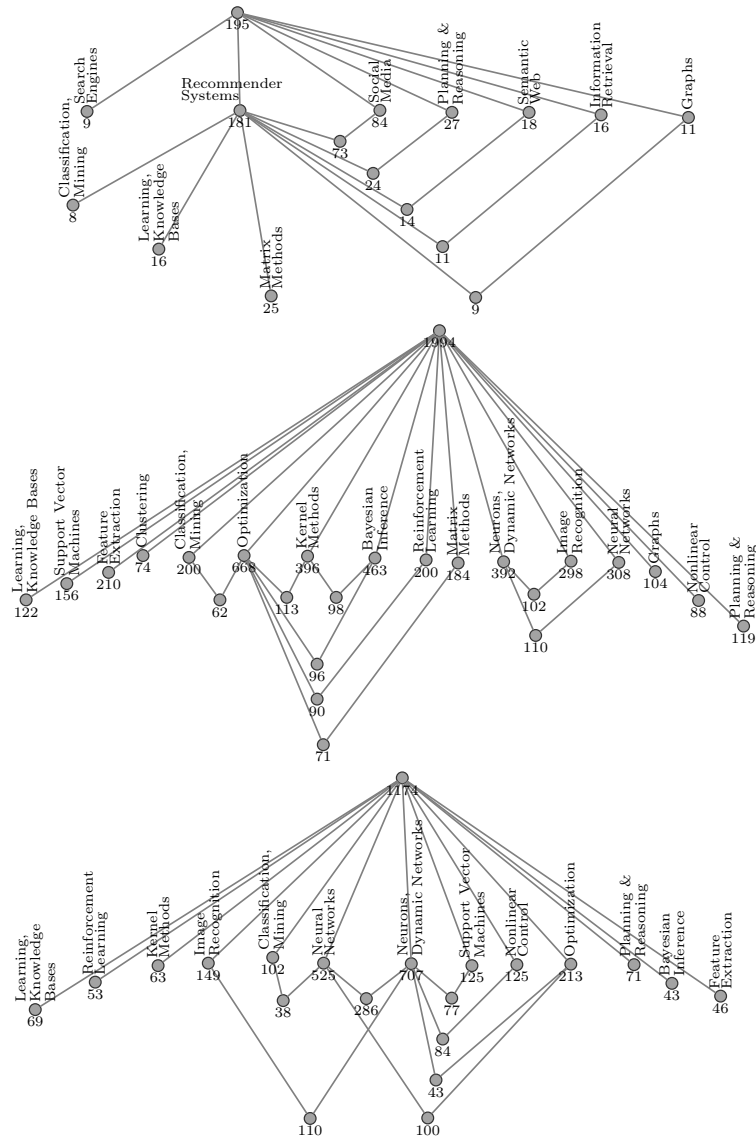 195
Search
Engines
9
Recommender
Systems
181
Social
Media
84
Planning &
Reasoning
27
Semantic
Web
18
Information
Retrieval
16
Graphs
11
73
24
14
11
9
Classification,
Mining
8
Learning,
Knowledge
Bases
16
Matrix
Methods
25
1994
Learning,
Knowledge Bases
122
Support Vector
Machines
156
Feature
Extraction
210
Clustering
74
Classification,
Mining
200
Optimization
668
Kernel
Methods
396
Bayesian
Inference
463
Reinforcement
Learning
200
Matrix
Methods
184
Neurons,
Dynamic Networks
392
Image
Recognition
298
Neural
Networks
308
Graphs
104
Nonlinear
Control
88
Planning &
Reasoning
119
62
113
98
102
110
96
90
71
1174
Learning,
Knowledge
Bases
69
Reinforcement
Learning
53
Kernel
Methods
63
Image
Recognition
149
Classification,
Mining
102
Neural
Networks
525
Neurons,
Dynamic Networks
707
Support Vector
Machines
125
Nonlinear
Control
125
Optimization
213
Planning &
Reasoning
71
Bayesian
Inference
43
Feature
Extraction
46
38
286
77
84
43
110
100